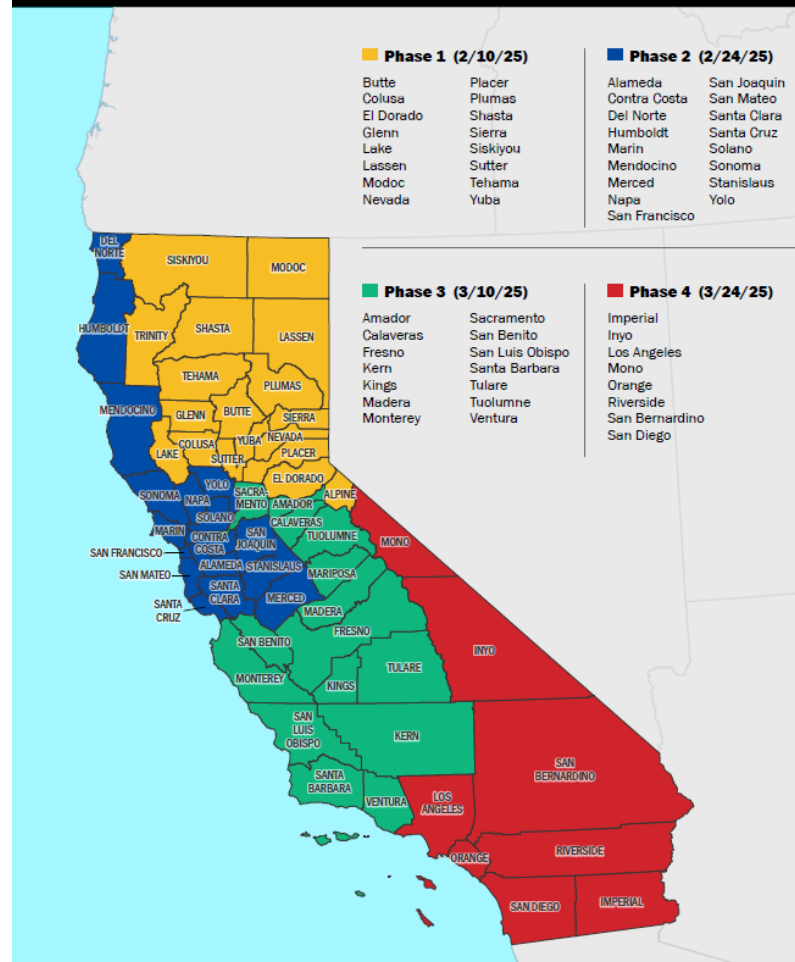 Phase 1 (2/10/25)
Butte
Colusa
El Dorado
Glenn
Lake
Lassen
Modoc
Nevada
Placer
Plumas
Shasta
Sierra
Siskiyou
Sutter
Tehama
Yuba
Phase 2 (2/24/25)
Alameda
Contra Costa
Del Norte
Humboldt
Marin
Mendocino
Merced
Napa
San Francisco
San Joaquin
San Mateo
Santa Clara
Santa Cruz
Solano
Sonoma
Stanislaus
Yolo
Phase 3 (3/10/25)
Amador
Calaveras
Fresno
Kern
Kings
Madera
Monterey
Sacramento
San Benito
San Luis Obispo
Santa Barbara
Tulare
Tuolumne
Ventura
Phase 4 (3/24/25)
Imperial
Inyo
Los Angeles
Mono
Orange
Riverside
San Bernardino
San Diego
DEL
NORTE
SISKIYOU
MODOC
HUMBOLDT
TRINITY
SHASTA
LASSEN
TEHAMA
PLUMAS
MENDOCINO
GLENN
BUTTE
SIERRA
LAKE
COLUSA
YUBA
NEVADA
SUTTER
PLACER
EL DORADO
YOLO
SONOMA
NAPA
SACRA-
MENTO
AMADOR
ALPINE
SOLANO
CALAVERAS
MARIN
CONTRA
COSTA
SAN
JOAQUIN
TUOLUMNE
MONO
SAN FRANCISCO
ALAMEDA
STANISLAUS
SAN MATEO
SANTA
CLARA
MARIPOSA
SANTA
CRUZ
MERCED
MADERA
SAN BENITO
FRESNO
INYO
MONTEREY
KINGS
TULARE
SAN
LUIS
OBISPO
KERN
SAN
BERNARDINO
SANTA
BARBARA
VENTURA
LOS
ANGELES
ORANGE
RIVERSIDE
SAN DIEGO
IMPERIAL